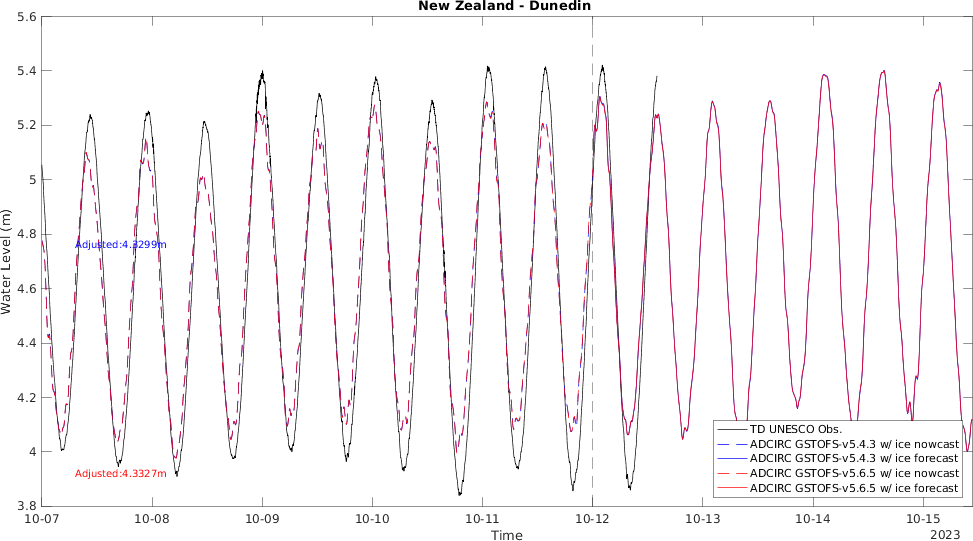 New Zealand - Dunedin
5.6
5.4
5.2
5
4.8
4.6
4.4
4.2
4
3.8
Water Level (m)
Adjusted:4.3299m
Adjusted:4.3327m
TD UNESCO Obs.
ADCIRC GSTOFS-v5.4.3 w/ ice nowcast
ADCIRC GSTOFS-v5.4.3 w/ ice forecast
ADCIRC GSTOFS-v5.6.5 w/ ice nowcast
ADCIRC GSTOFS-v5.6.5 w/ ice forecast
10-07 10-08 10-09 10-10 10-11 10-12 10-13 10-14 10-15
Time
2023